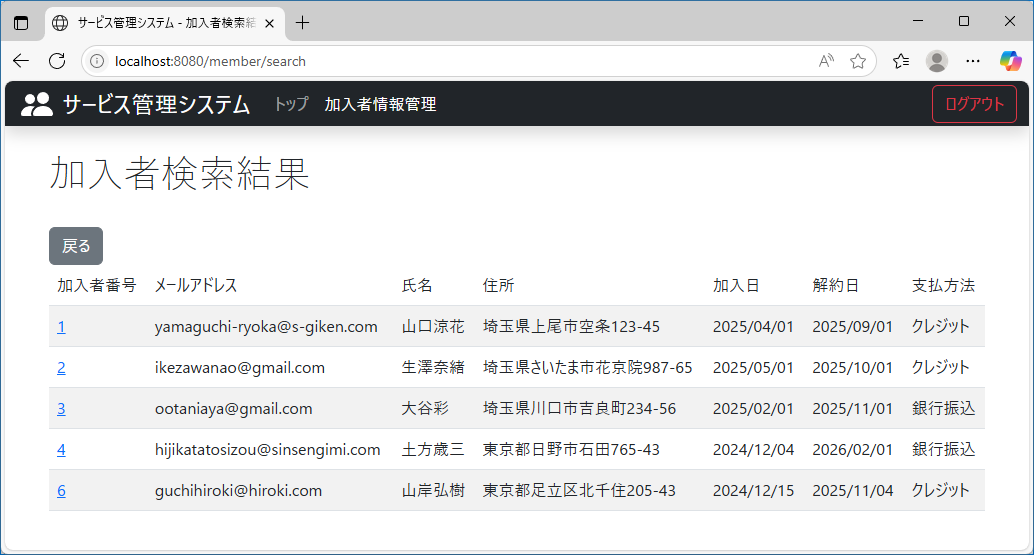 サービス管理システム - 加入者検索結
localhost:8080/member/search
サービス管理システム トップ 加入者情報管理 ログアウト
加入者検索結果
戻る
加入者番号 メールアドレス 氏名 住所 加入日 解約日 支払方法
1 yamaguchi-ryoka@s-giken.com 山口涼花 埼玉県上尾市空条123-45 2025/04/01 2025/09/01 クレジット
2 ikezawanao@gmail.com 生澤奈緒 埼玉県さいたま市花京院987-65 2025/05/01 2025/10/01 クレジット
3 ootaniaya@gmail.com 大谷彩 埼玉県川口市吉良町234-56 2025/02/01 2025/11/01 銀行振込
4 hijikatatosizou@sinsengimi.com 土方歳三 東京都日野市石田765-43 2024/12/04 2026/02/01 銀行振込
6 guchihiroki@hiroki.com 山岸弘樹 東京都足立区北千住205-43 2024/12/15 2025/11/04 クレジット